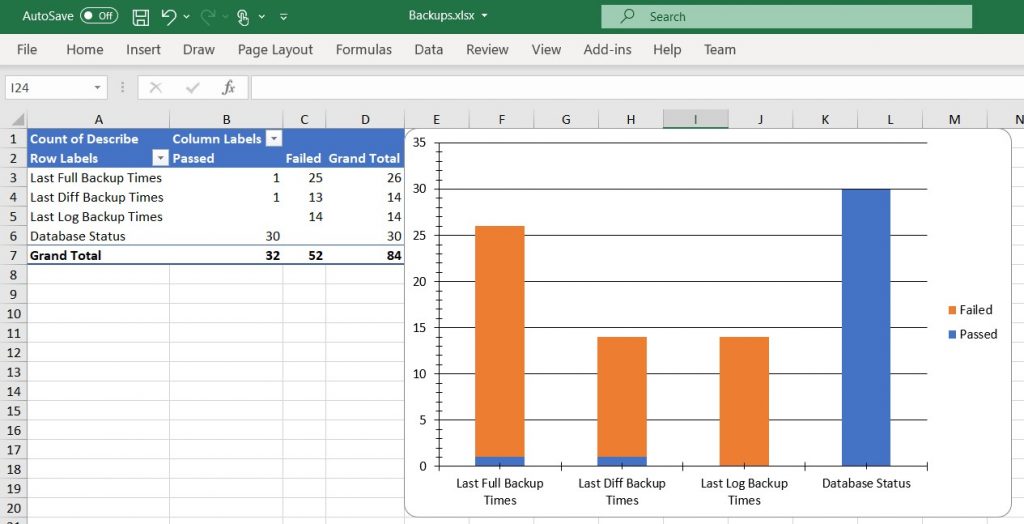 AutoSave Off Backups.xlsx Search
File Home Insert Draw Page Layout Formulas Data Review View Add-ins Help Team
I24 fx
A B C D E F G H I J K L M N
1 Count of Describe Column Labels
2 Row Labels Passed Failed Grand Total
3 Last Full Backup Times 1 25 26
4 Last Diff Backup Times 1 13 14
5 Last Log Backup Times 14 14
6 Database Status 30 30
7 Grand Total 32 52 84
8
9
10
11
12
13
14
15
16
17
18
19
20
35
30
25
20
15
10
5
0
Last Full Backup Times
Last Diff Backup Times
Last Log Backup Times
Database Status
Failed
Passed